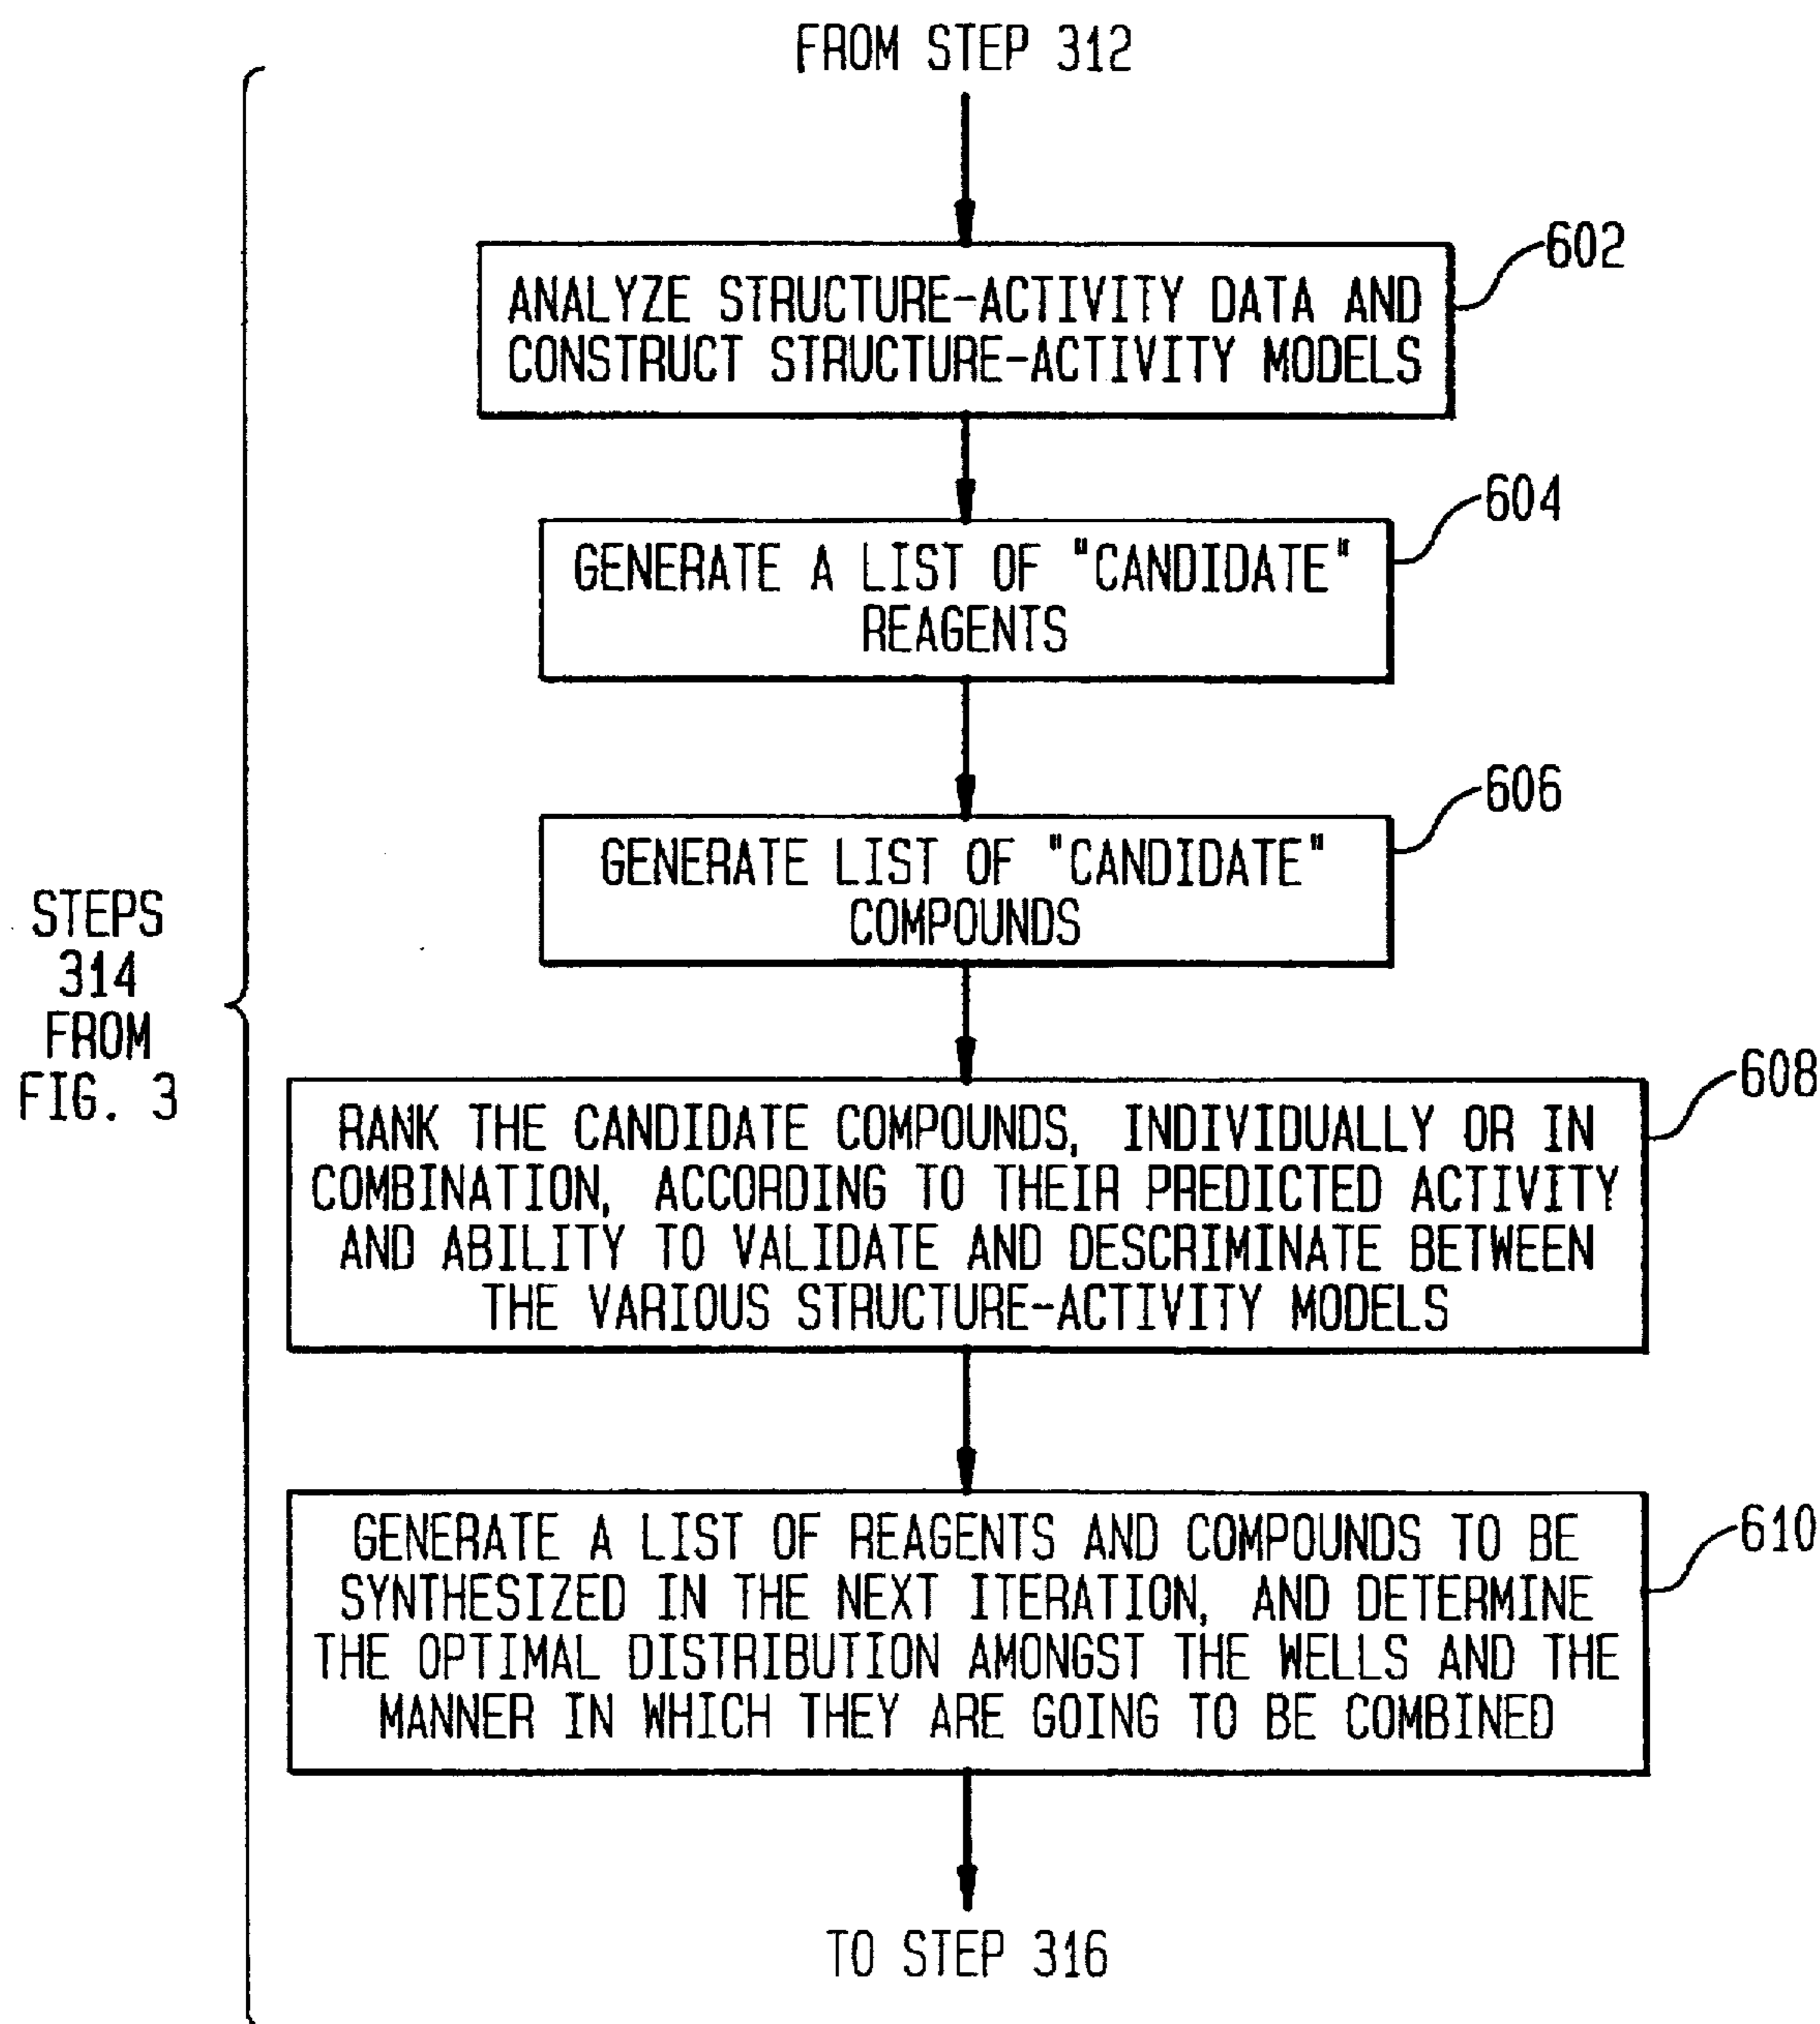 FROM STEP 312
602
ANALYZE STRUCTURE-ACTIVITY DATA AND
CONSTRUCT STRUCTURE-ACTIVITY MODELS
604
GENERATE A LIST OF "CANDIDATE"
REAGENTS
606
GENERATE LIST OF "CANDIDATE"
COMPOUNDS
STEPS
314
FROM
FIG. 3
608
RANK THE CANDIDATE COMPOUNDS, INDIVIDUALLY OR IN
COMBINATION, ACCORDING TO THEIR PREDICTED ACTIVITY
AND ABILITY TO VALIDATE AND DESCRIMINATE BETWEEN
THE VARIOUS STRUCTURE-ACTIVITY MODELS
610
GENERATE A LIST OF REAGENTS AND COMPOUNDS TO BE
SYNTHESIZED IN THE NEXT ITERATION, AND DETERMINE
THE OPTIMAL DISTRIBUTION AMONGST THE WELLS AND THE
MANNER IN WHICH THEY ARE GOING TO BE COMBINED
TO STEP 316